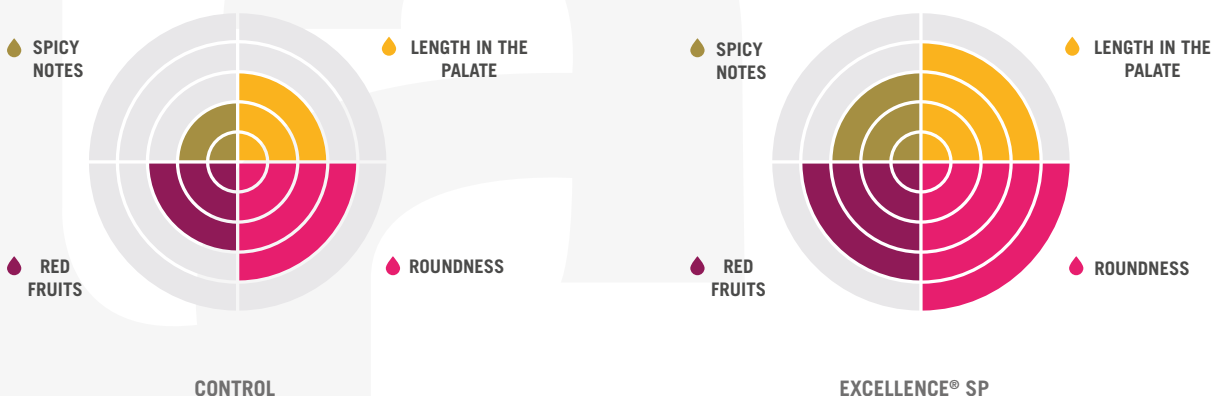 SPICY
NOTES
LENGTH IN THE
PALATE
RED
FRUITS
ROUNDNESS
CONTROL
SPICY
NOTES
LENGTH IN THE
PALATE
RED
FRUITS
ROUNDNESS
EXCELLENCE® SP